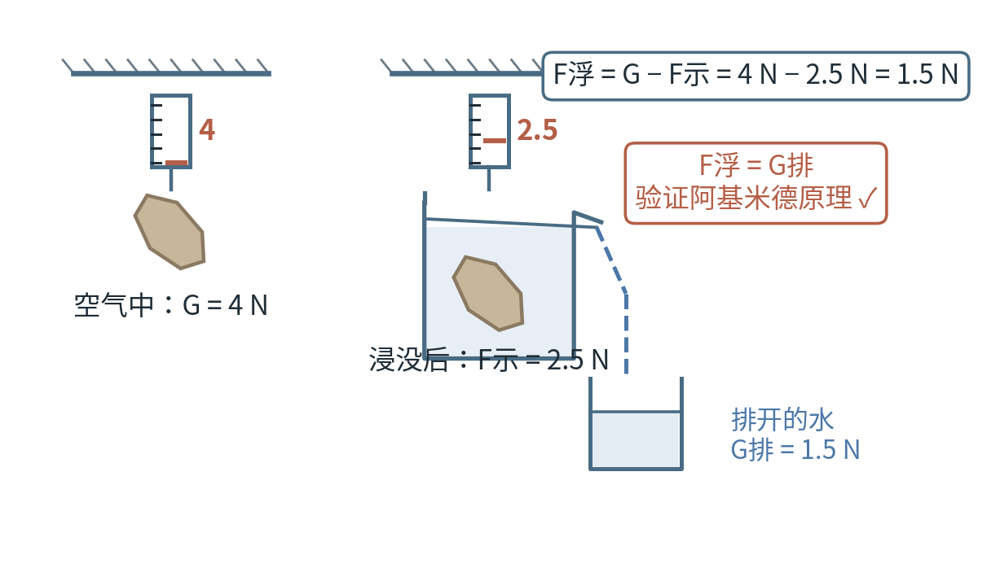 F浮 = G − F示 = 4 N − 2.5 N = 1.5 N
4
2.5
F浮 = G排
验证阿基米德原理 ✓
空气中：G = 4 N
浸没后：F示 = 2.5 N
排开的水
G排 = 1.5 N